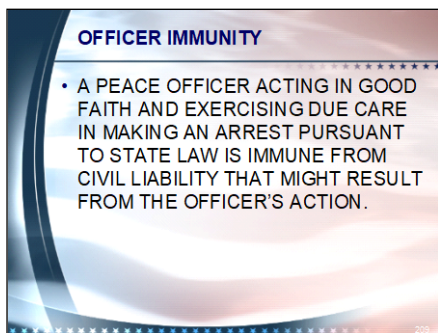 OFFICER IMMUNITY
• A PEACE OFFICER ACTING IN GOOD
FAITH AND EXERCISING DUE CARE
IN MAKING AN ARREST PURSUANT
TO STATE LAW IS IMMUNE FROM
CIVIL LIABILITY THAT MIGHT RESULT
FROM THE OFFICER'S ACTION.
209